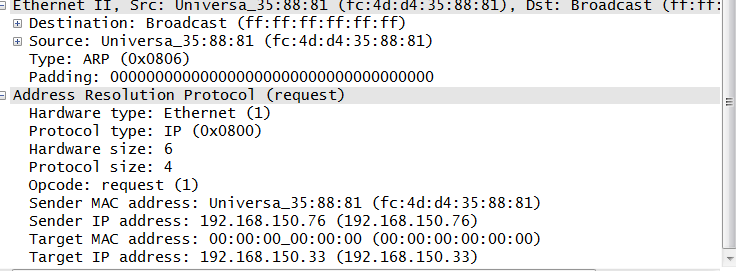 Ethernet II, Src: Universa_35:88:81 (fc:4d:d4:35:88:81), Dst: Broadcast (ff:ff:
Destination: Broadcast (ff:ff:ff:ff:ff:ff)
Source: Universa_35:88:81 (fc:4d:d4:35:88:81)
Type: ARP (0x0806)
Padding: 000000000000000000000000000000000000
Address Resolution Protocol (request)
Hardware type: Ethernet (1)
Protocol type: IP (0x0800)
Hardware size: 6
Protocol size: 4
Opcode: request (1)
Sender MAC address: Universa_35:88:81 (fc:4d:d4:35:88:81)
Sender IP address: 192.168.150.76 (192.168.150.76)
Target MAC address: 00:00:00_00:00:00 (00:00:00:00:00:00)
Target IP address: 192.168.150.33 (192.168.150.33)